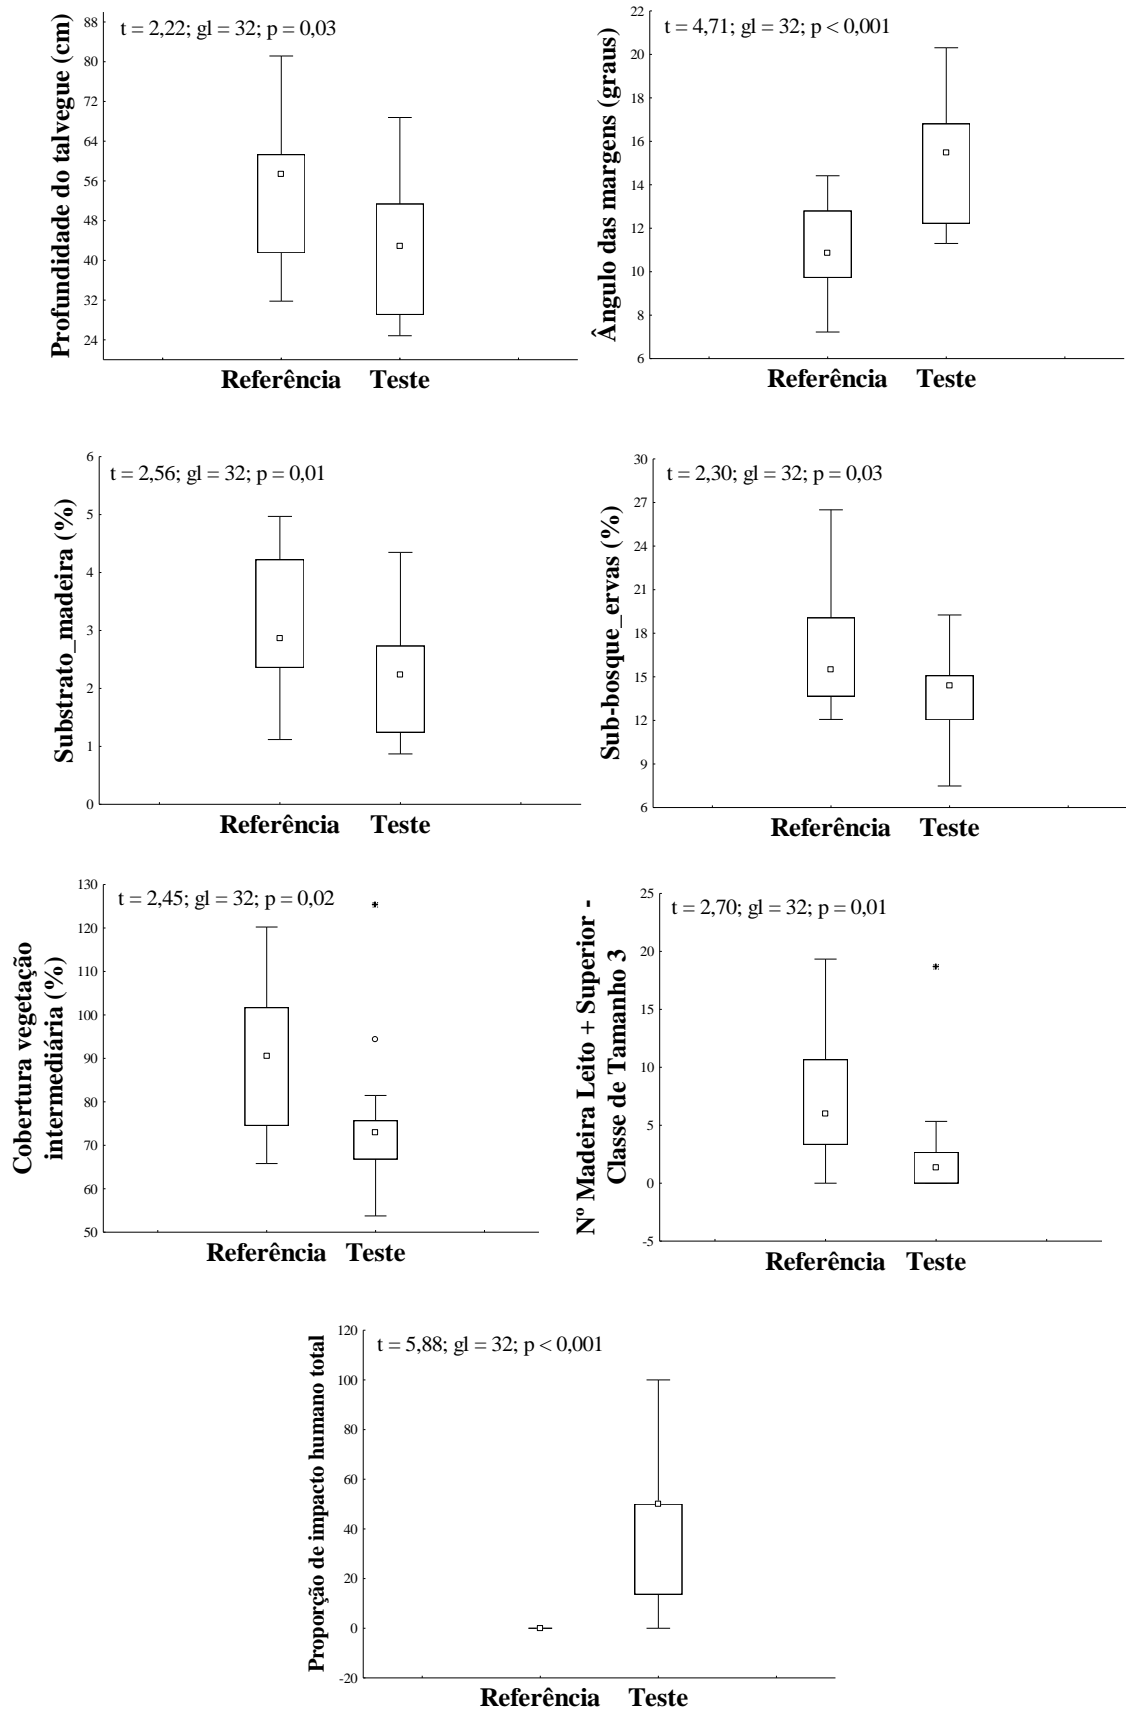 Profundidade do talvegue (cm)
t = 2,22; gl = 32; p = 0,03
88
80
72
64
56
48
40
32
24
Referência Teste
Ângulo das margens (graus)
t = 4,71; gl = 32; p < 0,001
22
20
18
16
14
12
10
8
6
Referência Teste
Substrato_madeira (%)
t = 2,56; gl = 32; p = 0,01
6
5
4
3
2
1
0
Referência Teste
Sub-bosque_ervas (%)
t = 2,30; gl = 32; p = 0,03
30
27
24
21
18
15
12
9
6
Referência Teste
Cobertura vegetação
intermediária (%)
t = 2,45; gl = 32; p = 0,02
130
120
110
100
90
80
70
60
50
Referência Teste
Nº Madeira Leito + Superior -
Classe de Tamanho 3
t = 2,70; gl = 32; p = 0,01
25
20
15
10
5
0
-5
Referência Teste
Proporção de impacto humano total
t = 5,88; gl = 32; p < 0,001
120
100
80
60
40
20
0
-20
Referência Teste